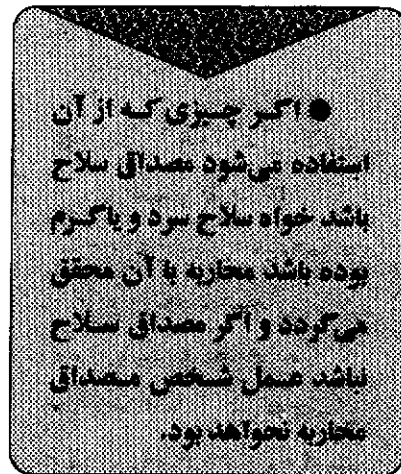 ● اگر چیزی که از آن
استفاده می‌شود مصداق سلاح
باشد خواه سلاح سرد و یا گرم
بوده باشد محاربه با آن محقق
می‌گردد و اگر مصداق سلاح
نباشد عمل شخص مصداق
محاربه نخواهد بود.